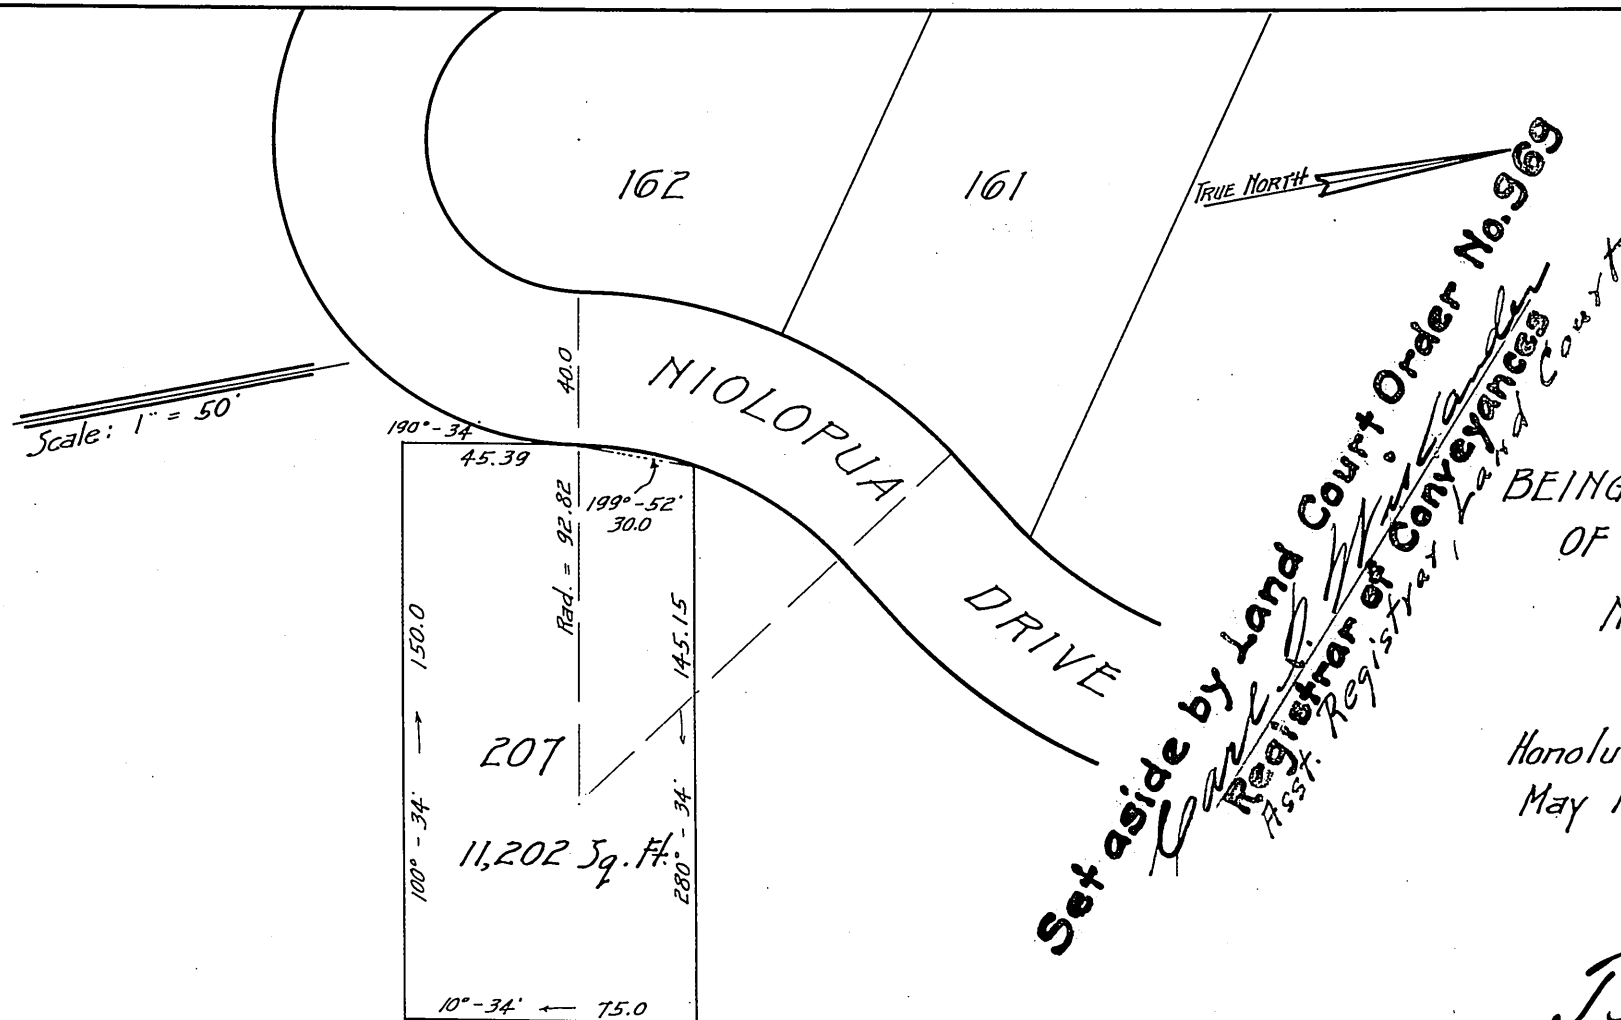 162
161
TRUE NORTH
Scale: 1" = 50'
40.0
NIOLOPUA
DRIVE
190°-34'
45.39
199°-52'
30.0
Rad. = 92.82
100°-34' → 150.0
280°-34' ← 145.15
207
11,202 Sq. Ft.
10°-34' ← 75.0
Set aside by Land Court Order No. 969
Registrar of Conveyances
Asst. Registrar, Land Court
BEING
OF
Honolu
May